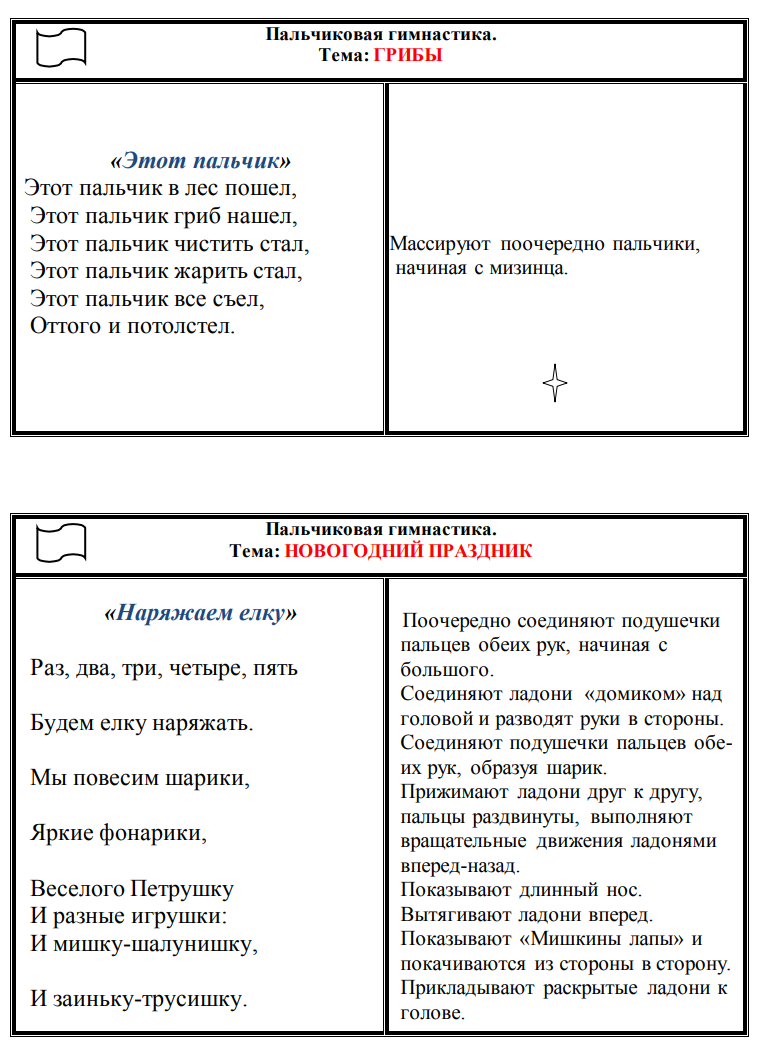 Пальчиковая гимнастика.
Тема: ГРИБЫ
«Этот пальчик»
Этот пальчик в лес пошел,
Этот пальчик гриб нашел,
Этот пальчик чистить стал,
Этот пальчик жарить стал,
Этот пальчик все съел,
Оттого и потолстел.
Массируют поочередно пальчики,
начиная с мизинца.
Пальчиковая гимнастика.
Тема: НОВОГОДНИЙ ПРАЗДНИК
«Наряжаем елку»
Раз, два, три, четыре, пять
Будем елку наряжать.
Мы повесим шарики,
Яркие фонарики,
Веселого Петрушку
И разные игрушки:
И мишку-шалунишку,
И заиньку-трусишку.
Поочередно соединяют подушечки
пальцев обеих рук, начиная с
большого.
Соединяют ладони «домиком» над
головой и разводят руки в стороны.
Соединяют подушечки пальцев обе-
их рук, образуя шарик.
Прижимают ладони друг к другу,
пальцы раздвинуты, выполняют
вращательные движения ладонями
вперед-назад.
Показывают длинный нос.
Вытягивают ладони вперед.
Показывают «Мишкины лапы» и
покачиваются из стороны в сторону.
Прикладывают раскрытые ладони к
голове.